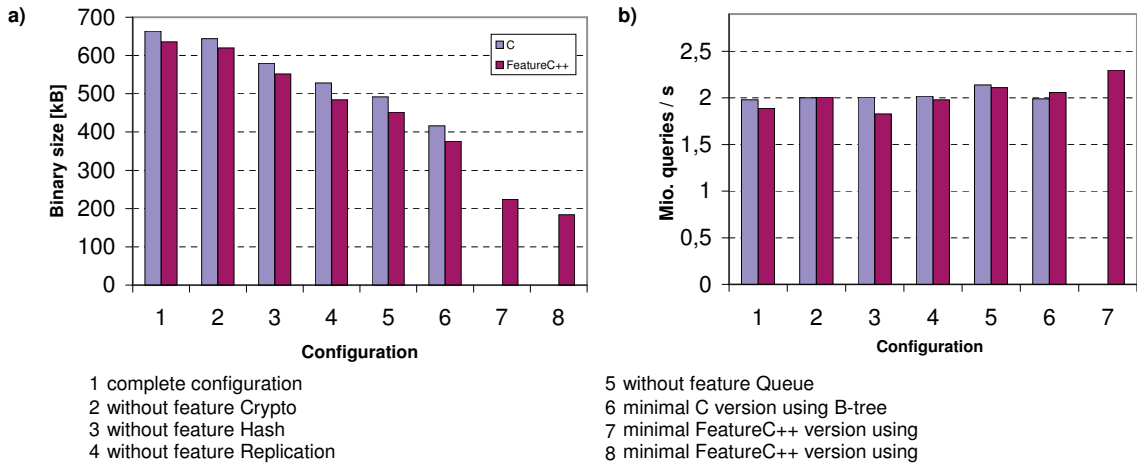 a)
700
600
500
400
300
200
100
0
Binary size [kB]
C
FeatureC++
1 2 3 4 5 6 7 8
Configuration
b)
2,5
2
1,5
1
0,5
0
Mio. queries / s
1 2 3 4 5 6 7
Configuration
1 complete configuration
2 without feature Crypto
3 without feature Hash
4 without feature Replication
5 without feature Queue
6 minimal C version using B-tree
7 minimal FeatureC++ version using
8 minimal FeatureC++ version using